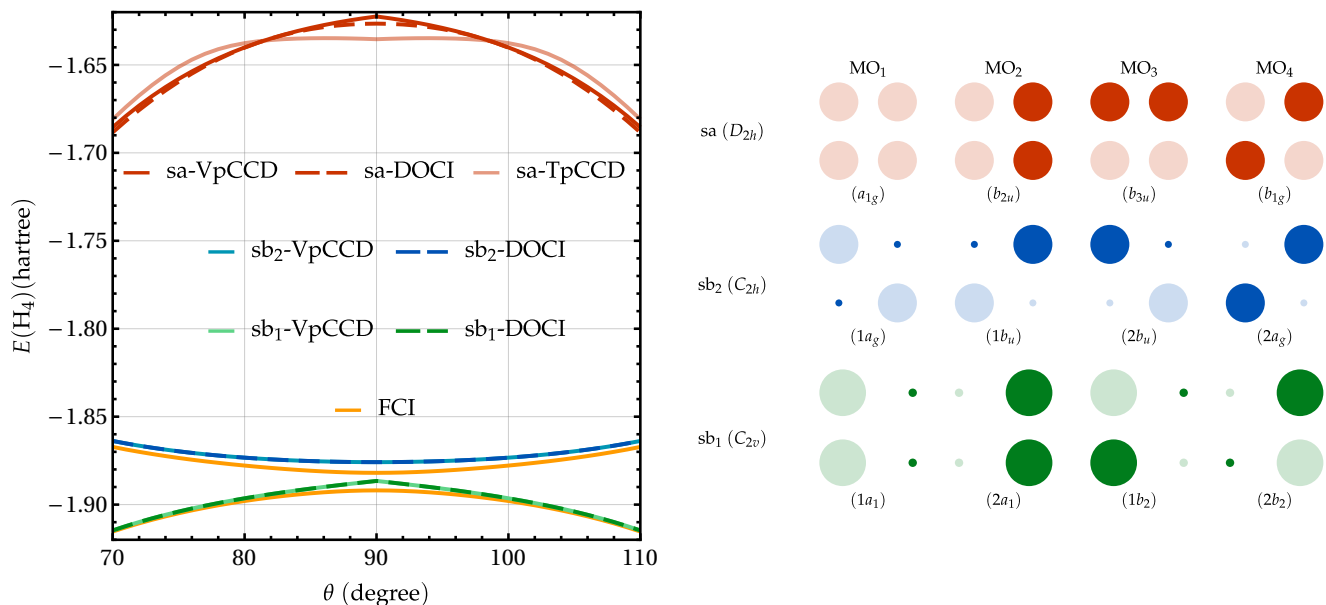 −1.65
−1.70
−1.75
−1.80
−1.85
−1.90
E(H₄)(hartree)
sa-VpCCD sa-DOCI sa-TpCCD
sb₂-VpCCD sb₂-DOCI
sb₁-VpCCD sb₁-DOCI
FCI
70 80 90 100 110
θ (degree)
MO₁ MO₂ MO₃ MO₄
sa (D₂ₕ)
(a₁g) (b₂u) (b₃u) (b₁g)
sb₂ (C₂ₕ)
(1ag) (1bu) (2bu) (2ag)
sb₁ (C₂ᵥ)
(1a₁) (2a₁) (1b₂) (2b₂)